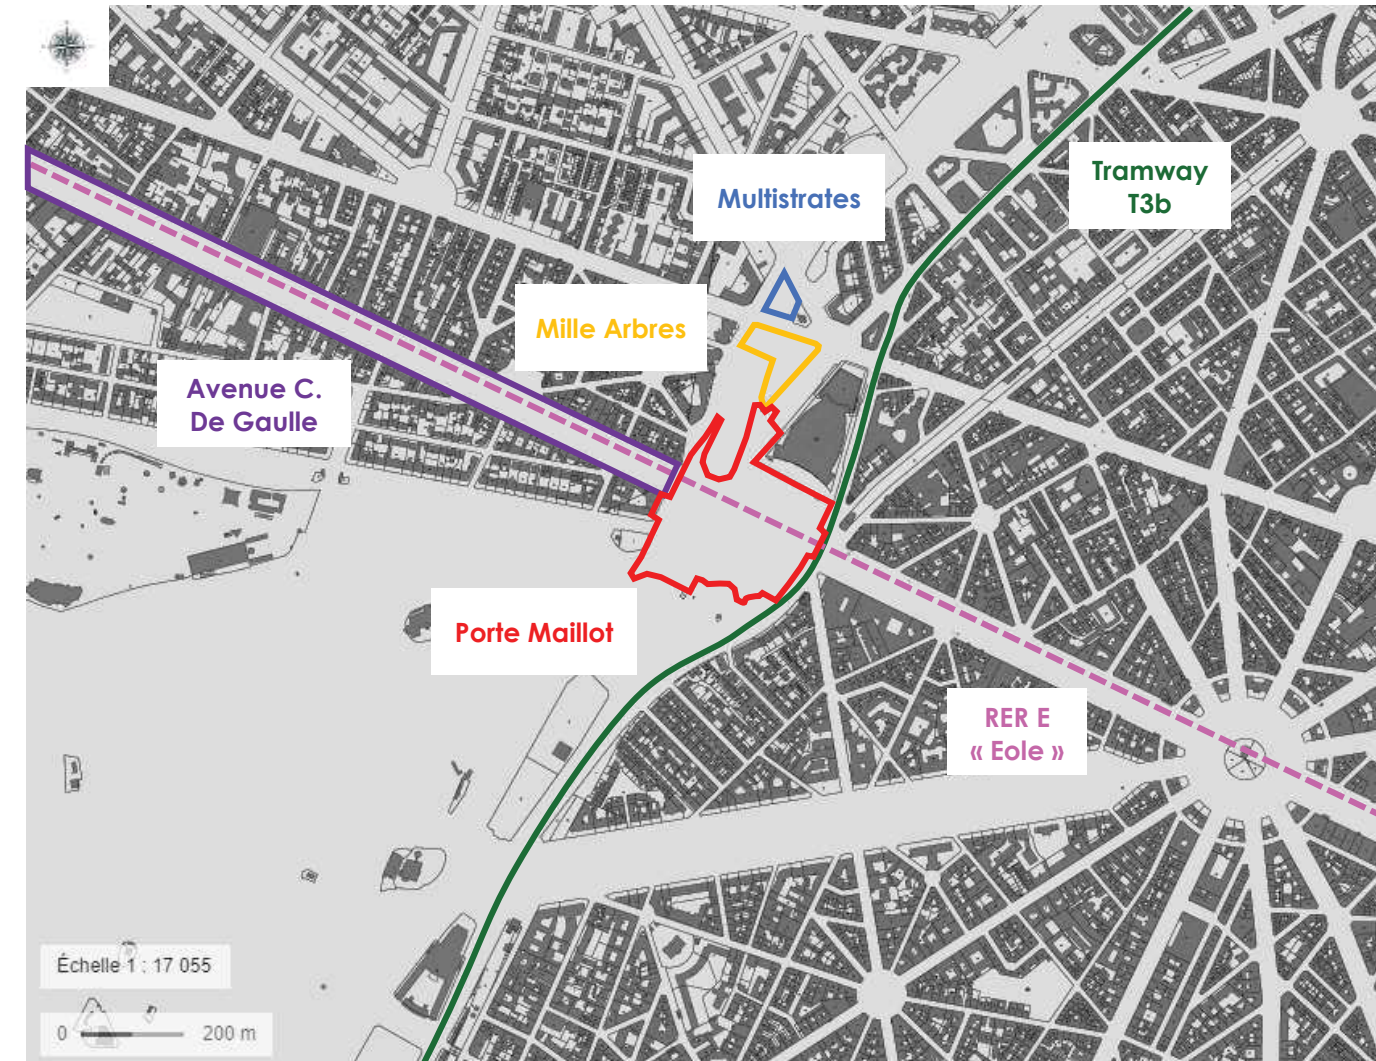 Multistrates
Tramway
T3b
Mille Arbres
Avenue C.
De Gaulle
Porte Maillot
RER E
« Eole »
Échelle 1 : 17 055
0 200 m